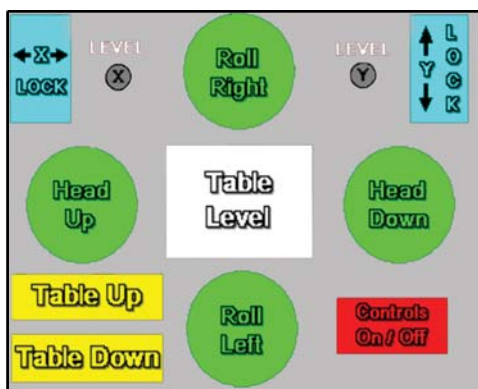 X
LOCK
LEVEL
X
Roll
Right
LEVEL
Y
Y
LOCK
Head
Up
Table
Level
Head
Down
Table Up
Table Down
Roll
Left
Controls
On / Off